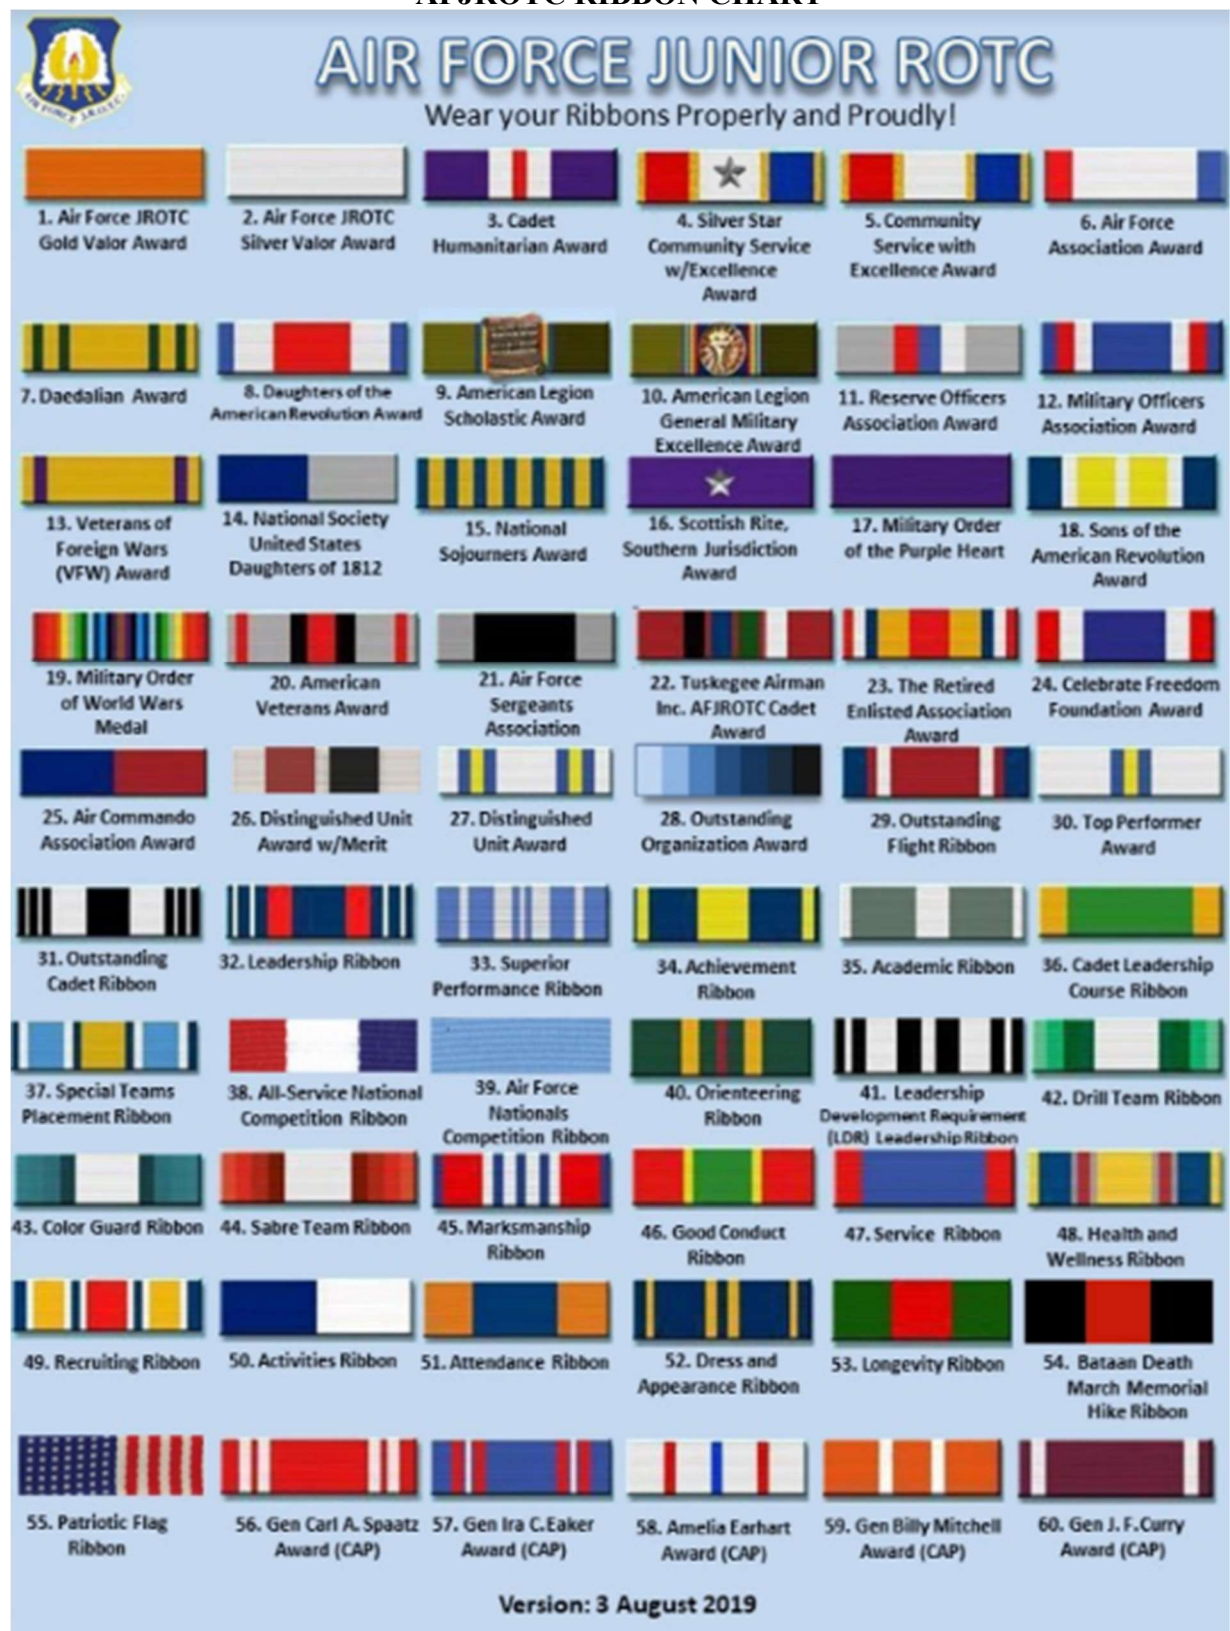 AFJROTC RIBBON CHART
AIR FORCE JUNIOR ROTC
Wear your Ribbons Properly and Proudly!
1. Air Force JROTC
Gold Valor Award
2. Air Force JROTC
Silver Valor Award
3. Cadet
Humanitarian Award
4. Silver Star
Community Service
w/Excellence
Award
5. Community
Service with
Excellence Award
6. Air Force
Association Award
7. Daedalian Award
8. Daughters of the
American Revolution Award
9. American Legion
Scholastic Award
10. American Legion
General Military
Excellence Award
11. Reserve Officers
Association Award
12. Military Officers
Association Award
13. Veterans of
Foreign Wars
(VFW) Award
14. National Society
United States
Daughters of 1812
15. National
Sojourners Award
16. Scottish Rite,
Southern Jurisdiction
Award
17. Military Order
of the Purple Heart
18. Sons of the
American Revolution
Award
19. Military Order
of World Wars
Medal
20. American
Veterans Award
21. Air Force
Sergeants
Association
22. Tuskegee Airman
Inc. AFJROTC Cadet
Award
23. The Retired
Enlisted Association
Award
24. Celebrate Freedom
Foundation Award
25. Air Commando
Association Award
26. Distinguished Unit
Award w/Merit
27. Distinguished
Unit Award
28. Outstanding
Organization Award
29. Outstanding
Flight Ribbon
30. Top Performer
Award
31. Outstanding
Cadet Ribbon
32. Leadership Ribbon
33. Superior
Performance Ribbon
34. Achievement
Ribbon
35. Academic Ribbon
36. Cadet Leadership
Course Ribbon
37. Special Teams
Placement Ribbon
38. All-Service National
Competition Ribbon
39. Air Force
Nationals
Competition Ribbon
40. Orienteering
Ribbon
41. Leadership
Development Requirement
(LDR) Leadership Ribbon
42. Drill Team Ribbon
43. Color Guard Ribbon
44. Sabre Team Ribbon
45. Marksmanship
Ribbon
46. Good Conduct
Ribbon
47. Service Ribbon
48. Health and
Wellness Ribbon
49. Recruiting Ribbon
50. Activities Ribbon
51. Attendance Ribbon
52. Dress and
Appearance Ribbon
53. Longevity Ribbon
54. Bataan Death
March Memorial
Hike Ribbon
55. Patriotic Flag
Ribbon
56. Gen Carl A. Spaatz
Award (CAP)
57. Gen Ira C. Eaker
Award (CAP)
58. Amelia Earhart
Award (CAP)
59. Gen Billy Mitchell
Award (CAP)
60. Gen J. F. Curry
Award (CAP)
Version: 3 August 2019